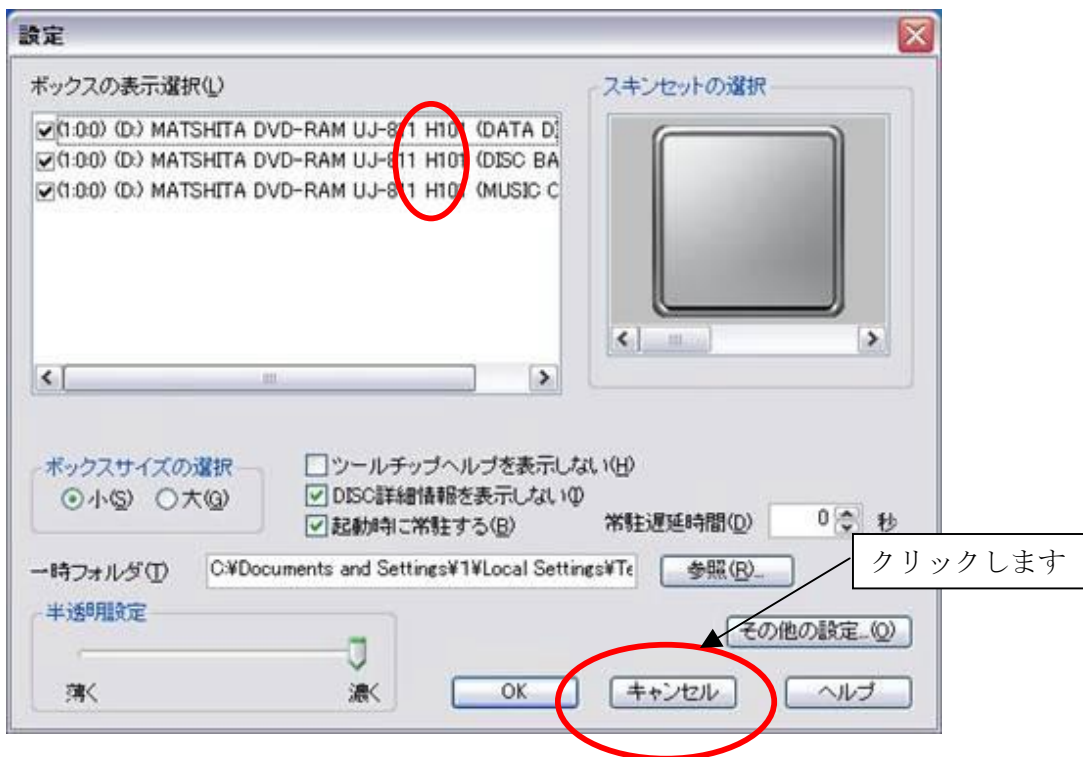 設定
ボックスの表示選択(L)
スキンセットの選択
(1:0:0) (D:) MATSHITA DVD-RAM UJ-811 H101 (DATA D
(1:0:0) (D:) MATSHITA DVD-RAM UJ-811 H101 (DISC BA
(1:0:0) (D:) MATSHITA DVD-RAM UJ-811 H101 (MUSIC C
ボックスサイズの選択
小(S) 大(G)
ツールチップヘルプを表示しない(H)
DISC詳細情報を表示しない(I)
起動時に常駐する(B)
常駐遅延時間(D) 0 秒
クリックします
一時フォルダ(T) C:¥Documents and Settings¥1¥Local Settings¥Te 参照(R)...
半透明設定
その他の設定...(O)
薄く 濃く
OK キャンセル ヘルプ